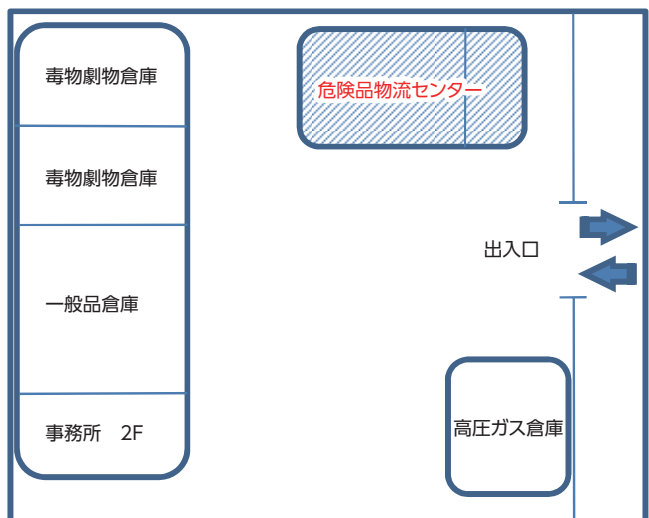 毒物劇物倉庫
危険品物流センター
毒物劇物倉庫
出入口
一般品倉庫
事務所　2F
高圧ガス倉庫